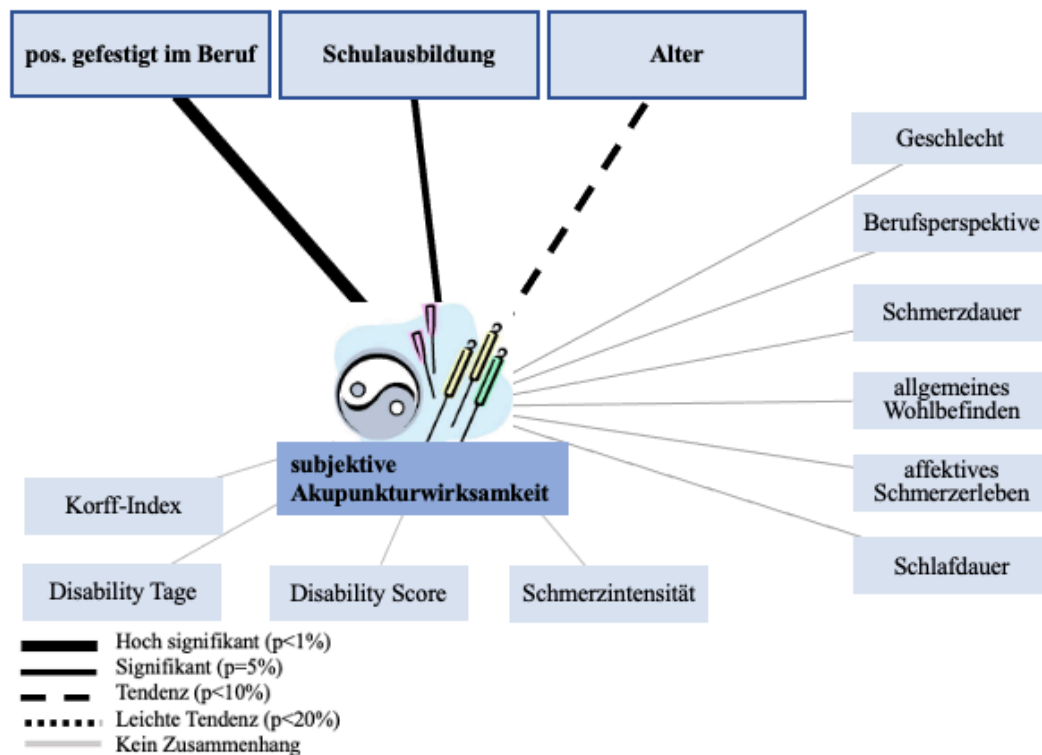 pos. gefestigt im Beruf
Schulausbildung
Alter
Geschlecht
Berufsperspektive
Schmerzdauer
allgemeines
Wohlbefinden
affektives
Schmerzerleben
Schlafdauer
subjektive
Akupunkturwirksamkeit
Korff-Index
Disability Tage
Disability Score
Schmerzintensität
Hoch signifikant (p<1%)
Signifikant (p=5%)
Tendenz (p<10%)
Leichte Tendenz (p<20%)
Kein Zusammenhang